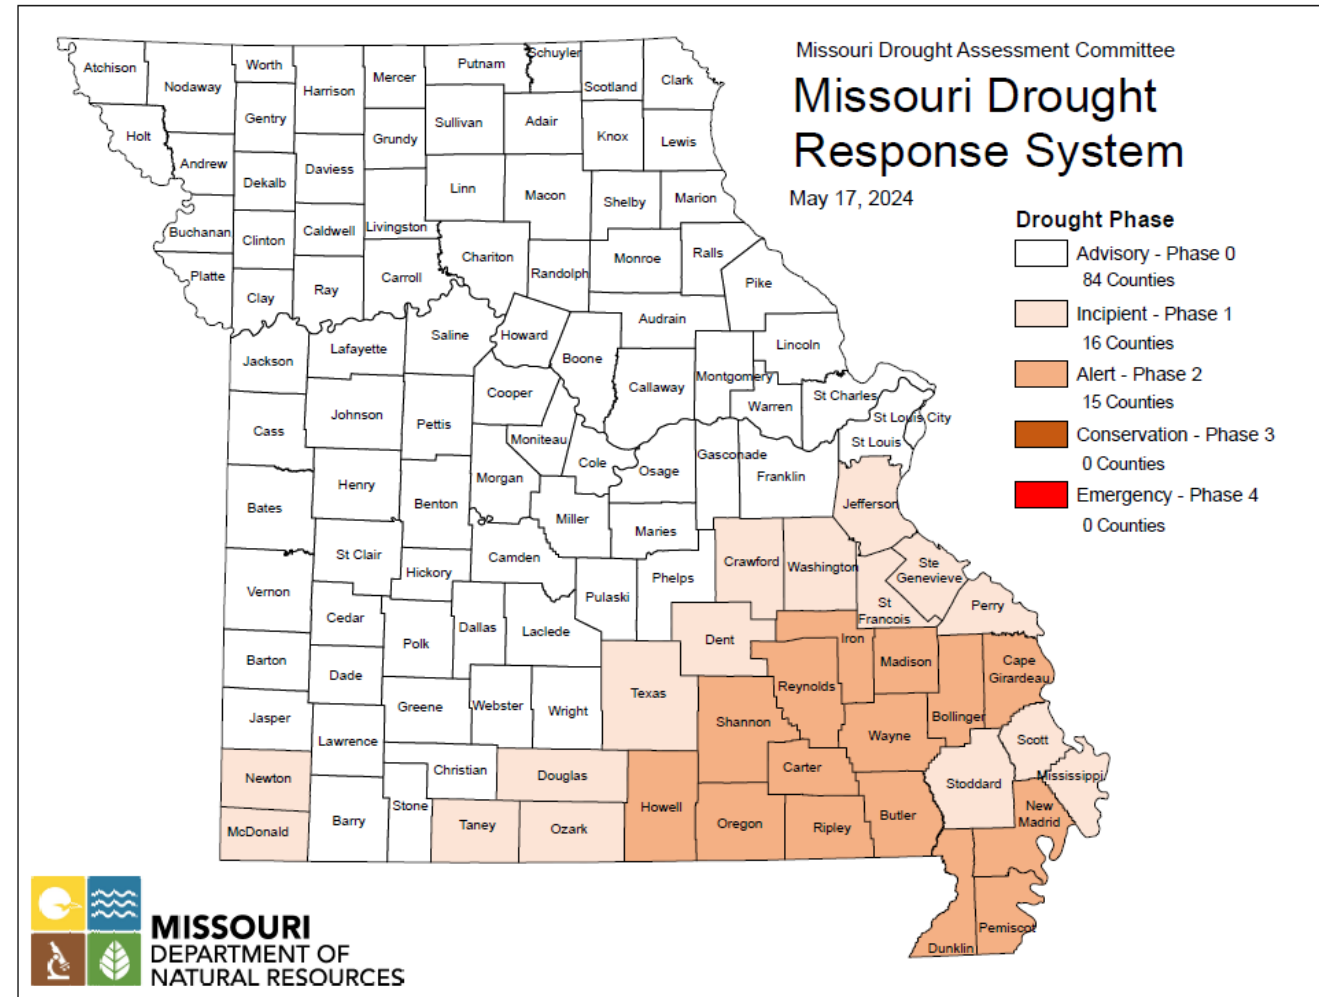 Missouri Drought Assessment Committee
Missouri Drought
Response System
May 17, 2024
Drought Phase
Advisory - Phase 0
84 Counties
Incipient - Phase 1
16 Counties
Alert - Phase 2
15 Counties
Conservation - Phase 3
0 Counties
Emergency - Phase 4
0 Counties
Atchison
Nodaway
Worth
Harrison
Mercer
Putnam
Schuyler
Scotland
Clark
Holt
Gentry
Grundy
Sullivan
Adair
Knox
Lewis
Andrew
Dekalb
Daviess
Linn
Macon
Shelby
Marion
Buchanan
Clinton
Caldwell
Livingston
Chariton
Randolph
Monroe
Ralls
Pike
Platte
Clay
Ray
Carroll
Saline
Howard
Audrain
Lincoln
Jackson
Lafayette
Cooper
Boone
Callaway
Montgomery
Warren
St Charles
St Louis City
St Louis
Cass
Johnson
Pettis
Moniteau
Cole
Osage
Gasconade
Franklin
Jefferson
Bates
Henry
Benton
Morgan
Miller
Maries
St Clair
Hickory
Camden
Pulaski
Phelps
Crawford
Washington
Ste
Genevieve
St
Francois
Perry
Vernon
Cedar
Polk
Dallas
Laclede
Dent
Iron
Madison
Cape
Girardeau
Barton
Dade
Greene
Webster
Wright
Texas
Shannon
Reynolds
Wayne
Bollinger
Scott
Jasper
Lawrence
Christian
Douglas
Howell
Carter
Stoddard
Mississippi
Newton
McDonald
Barry
Stone
Taney
Ozark
Oregon
Ripley
Butler
New
Madrid
Dunklin
Pemiscot
MISSOURI
DEPARTMENT OF
NATURAL RESOURCES